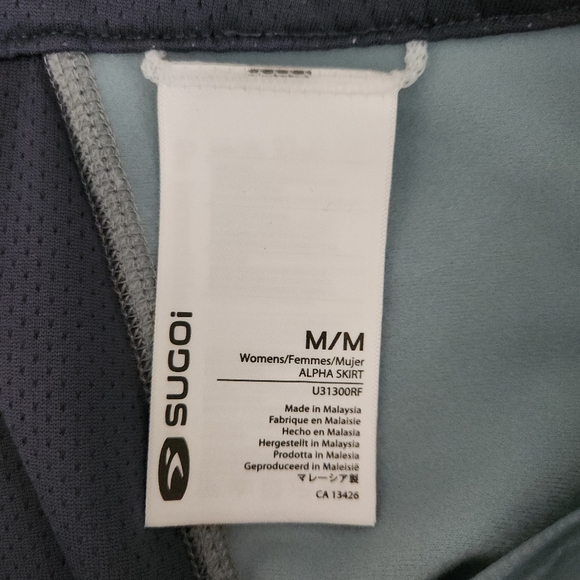 SUGOi
M/M
Womens/Femmes/Mujer
ALPHA SKIRT
U31300RF
Made in Malaysia
Fabrique en Malaisie
Hecho en Malasia
Hergestellt in Malaysia
Prodotta in Malesia
Geproduceerd in Maleisië
マレーシア製
CA 13426